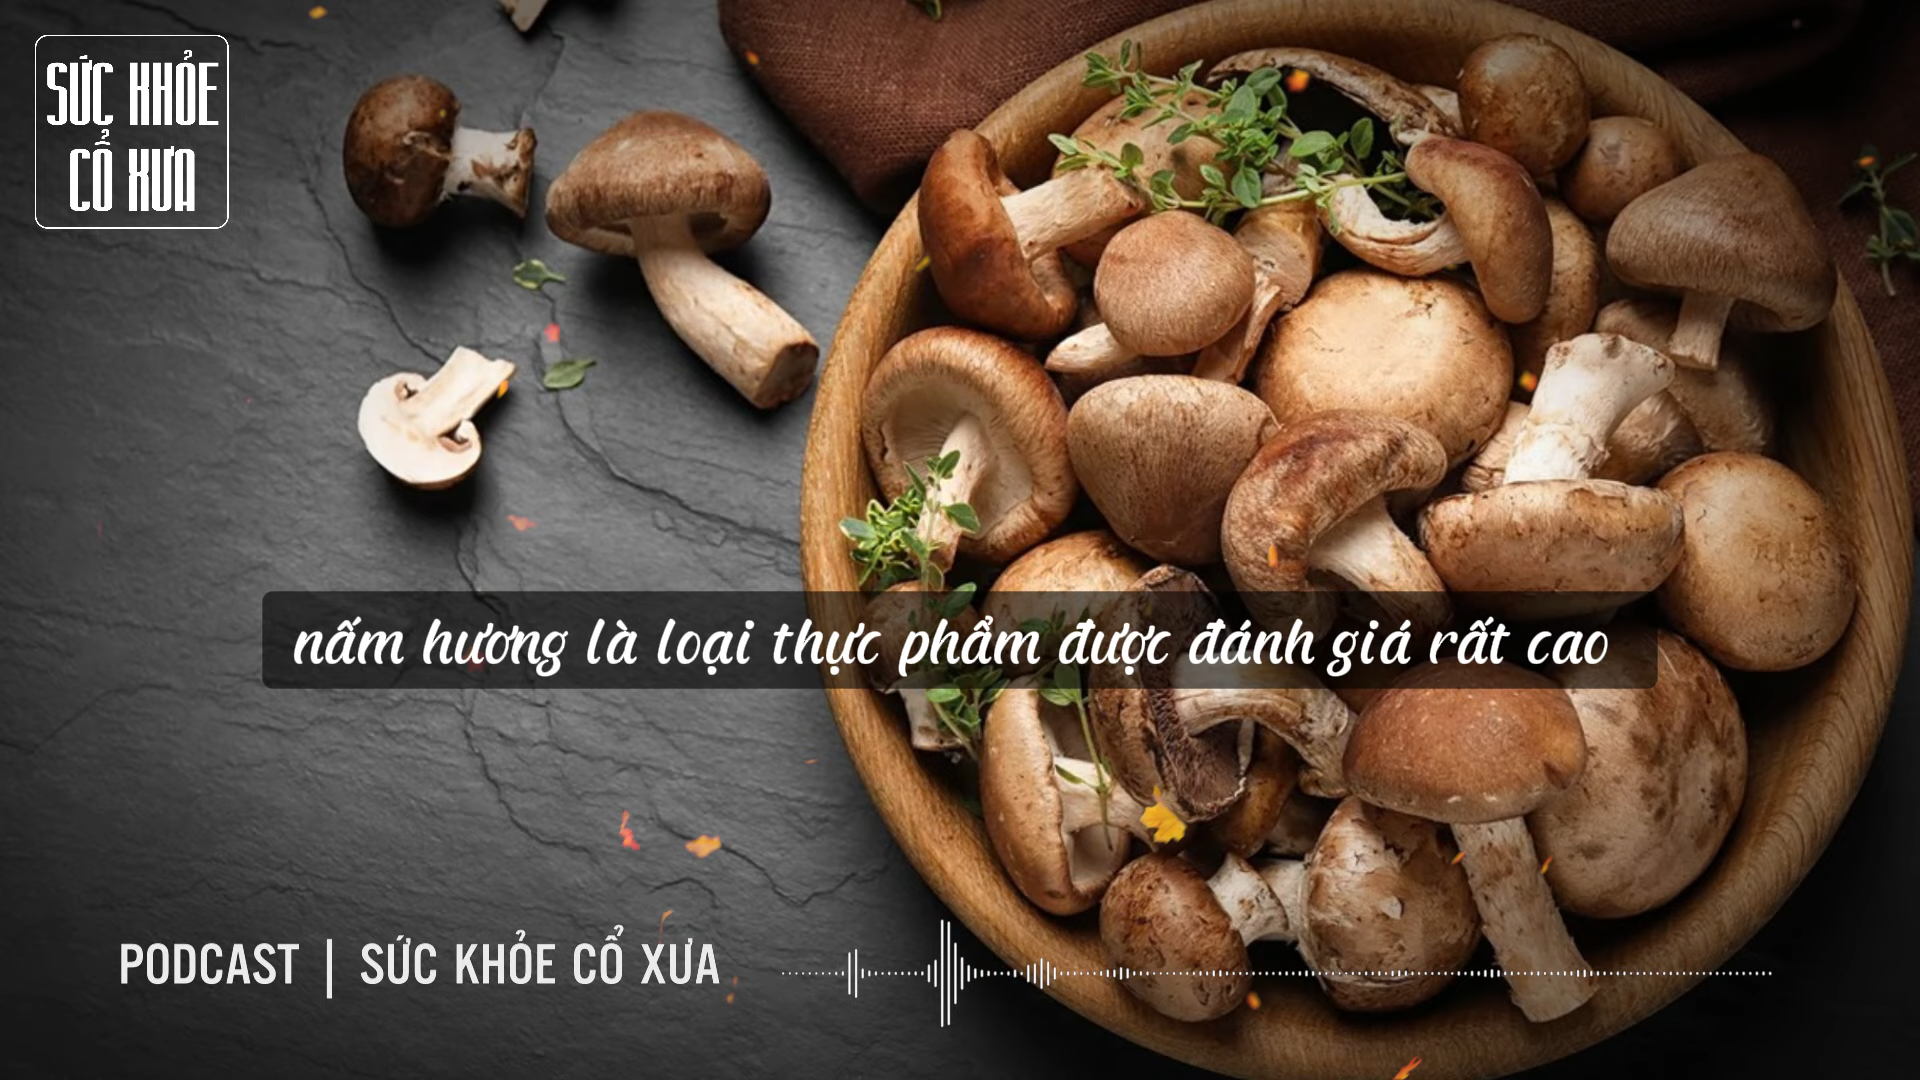 SỨC KHỎE
CỔ XƯA
nấm hương là loại thực phẩm được đánh giá rất cao
PODCAST | SỨC KHỎE CỔ XƯA